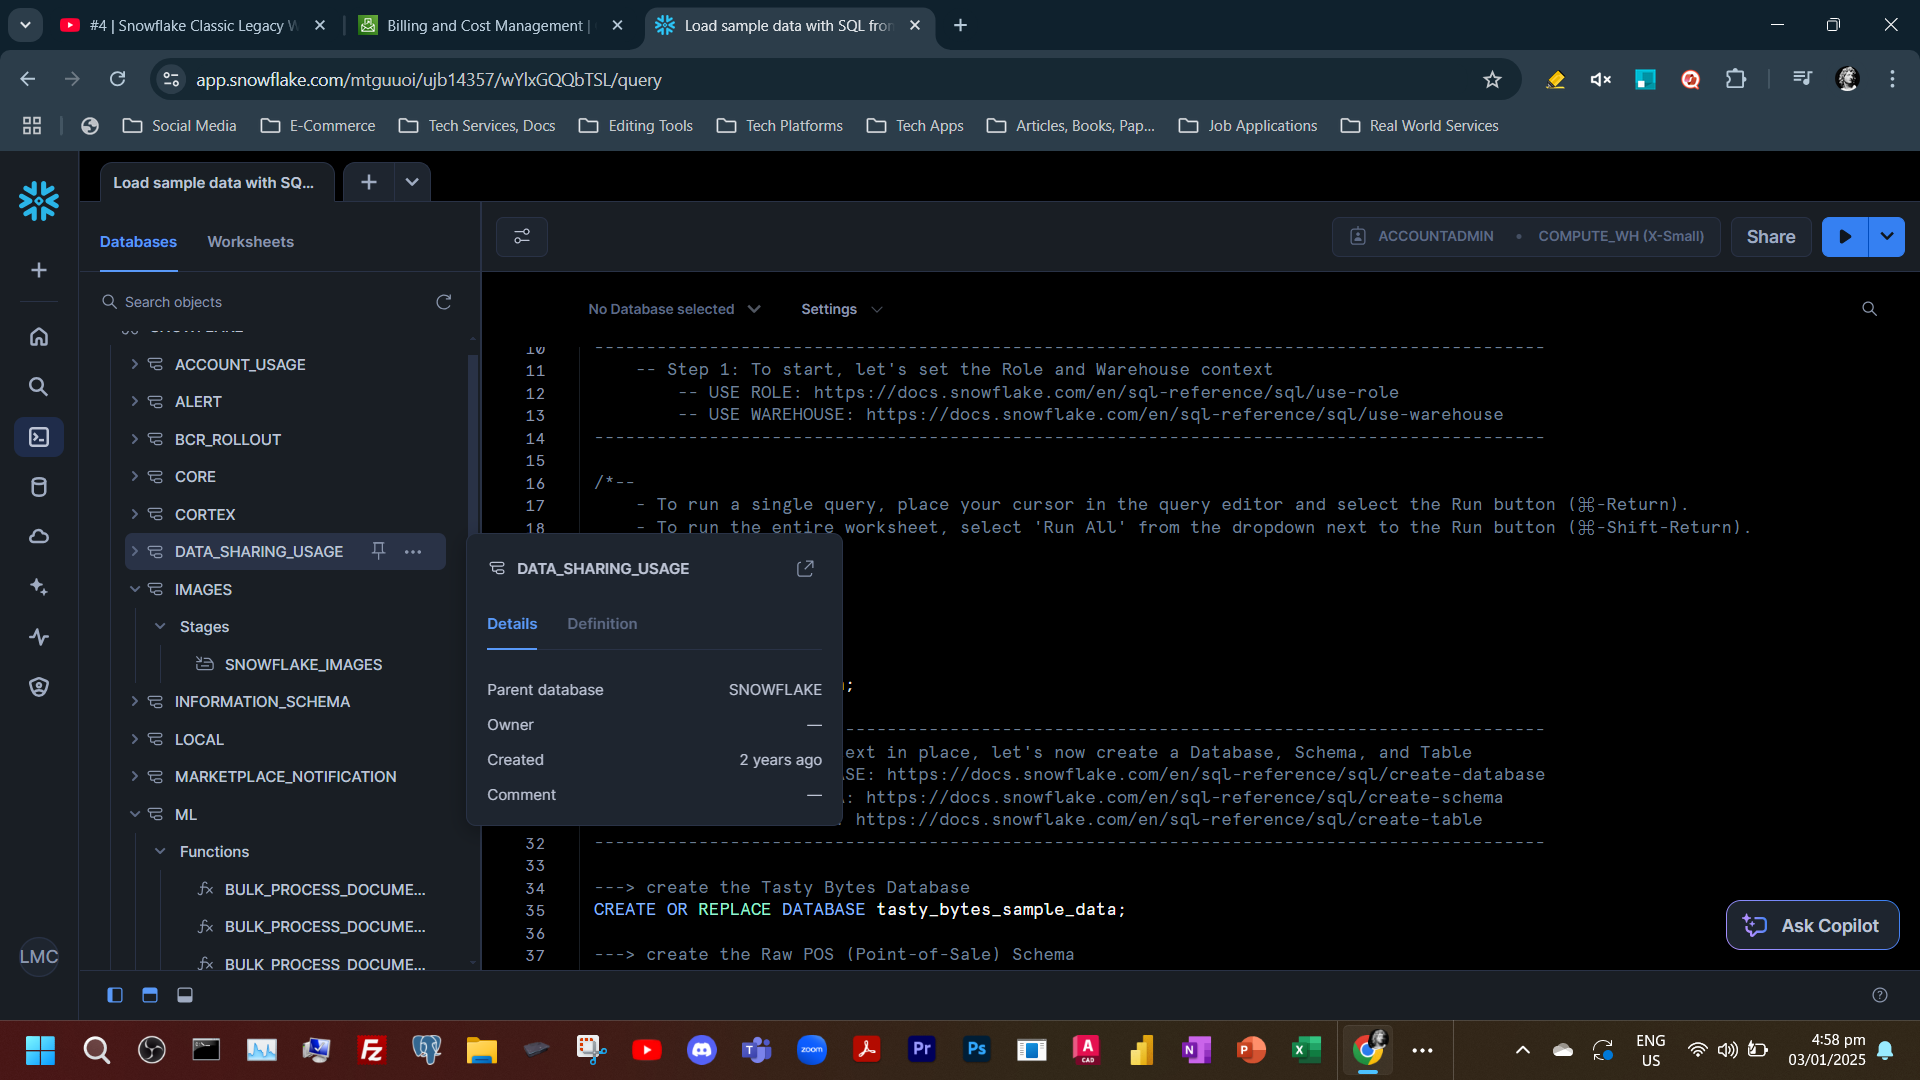 #4 | Snowflake Classic Legacy W
Billing and Cost Management |
Load sample data with SQL fron
app.snowflake.com/mtguuoi/ujb14357/wYlxGQQbTSL/query
Social Media
E-Commerce
Tech Services, Docs
Editing Tools
Tech Platforms
Tech Apps
Articles, Books, Pap...
Job Applications
Real World Services
Load sample data with SQ...
Databases
Worksheets
ACCOUNTADMIN • COMPUTE_WH (X-Small)
Share
Search objects
No Database selected
Settings
SNOWFLAKE
ACCOUNT_USAGE
ALERT
BCR_ROLLOUT
CORE
CORTEX
DATA_SHARING_USAGE
IMAGES
Stages
SNOWFLAKE_IMAGES
INFORMATION_SCHEMA
LOCAL
MARKETPLACE_NOTIFICATION
ML
Functions
BULK_PROCESS_DOCUME...
BULK_PROCESS_DOCUME...
BULK_PROCESS_DOCUME...
LMC
10 --------------------------------------------------------------------------------------------
11 -- Step 1: To start, let's set the Role and Warehouse context
12 -- USE ROLE: https://docs.snowflake.com/en/sql-reference/sql/use-role
13 -- USE WAREHOUSE: https://docs.snowflake.com/en/sql-reference/sql/use-warehouse
14 --------------------------------------------------------------------------------------------
15
16 /*--
17 - To run a single query, place your cursor in the query editor and select the Run button (⌘-Return).
18 - To run the entire worksheet, select 'Run All' from the dropdown next to the Run button (⌘-Shift-Return).
DATA_SHARING_USAGE
Details
Definition
Parent database SNOWFLAKE
Owner —
Created 2 years ago
Comment —
;
ext in place, let's now create a Database, Schema, and Table
SE: https://docs.snowflake.com/en/sql-reference/sql/create-database
: https://docs.snowflake.com/en/sql-reference/sql/create-schema
https://docs.snowflake.com/en/sql-reference/sql/create-table
32 --------------------------------------------------------------------------------------------
33
34 ---> create the Tasty Bytes Database
35 CREATE OR REPLACE DATABASE tasty_bytes_sample_data;
36
37 ---> create the Raw POS (Point-of-Sale) Schema
Ask Copilot
zoom
Pr
Ps
A
CAD
ENG
US
4:58 pm
03/01/2025